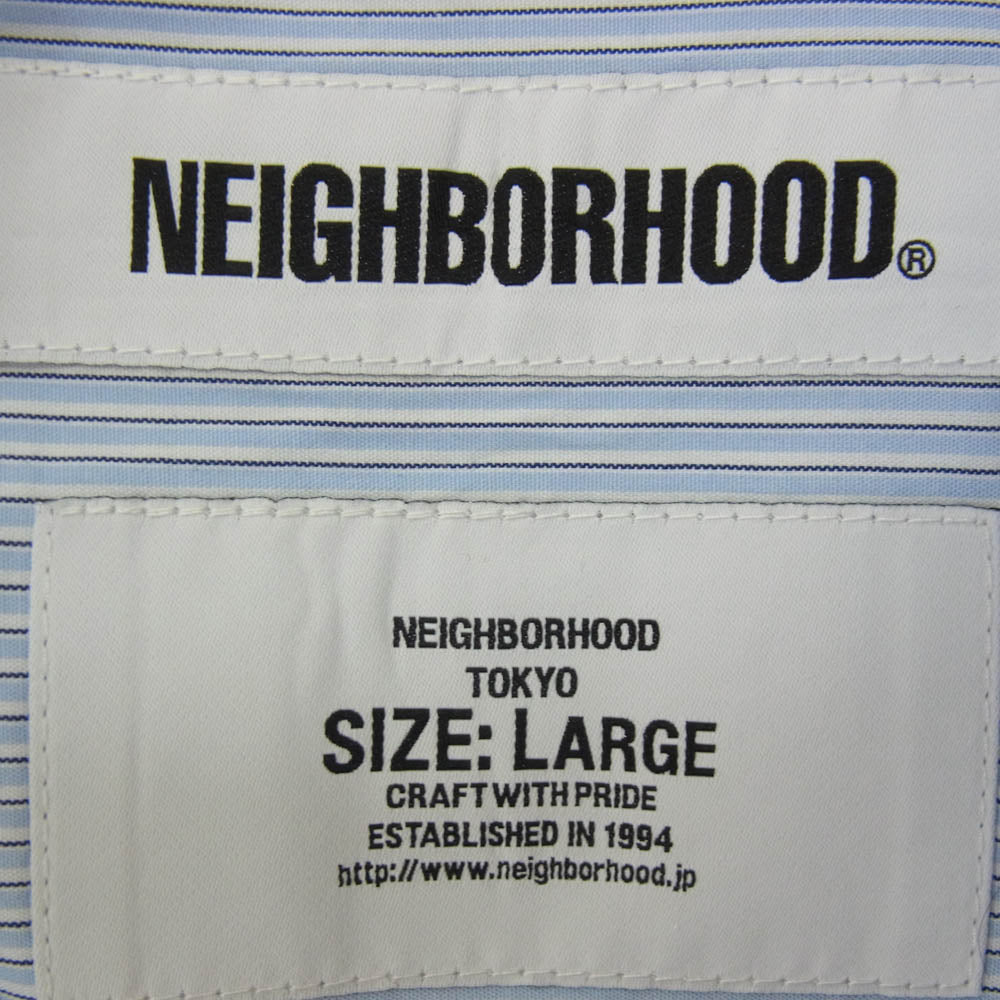 NEIGHBORHOOD®
NEIGHBORHOOD
TOKYO
SIZE: LARGE
CRAFT WITH PRIDE
ESTABLISHED IN 1994
http://www.neighborhood.jp